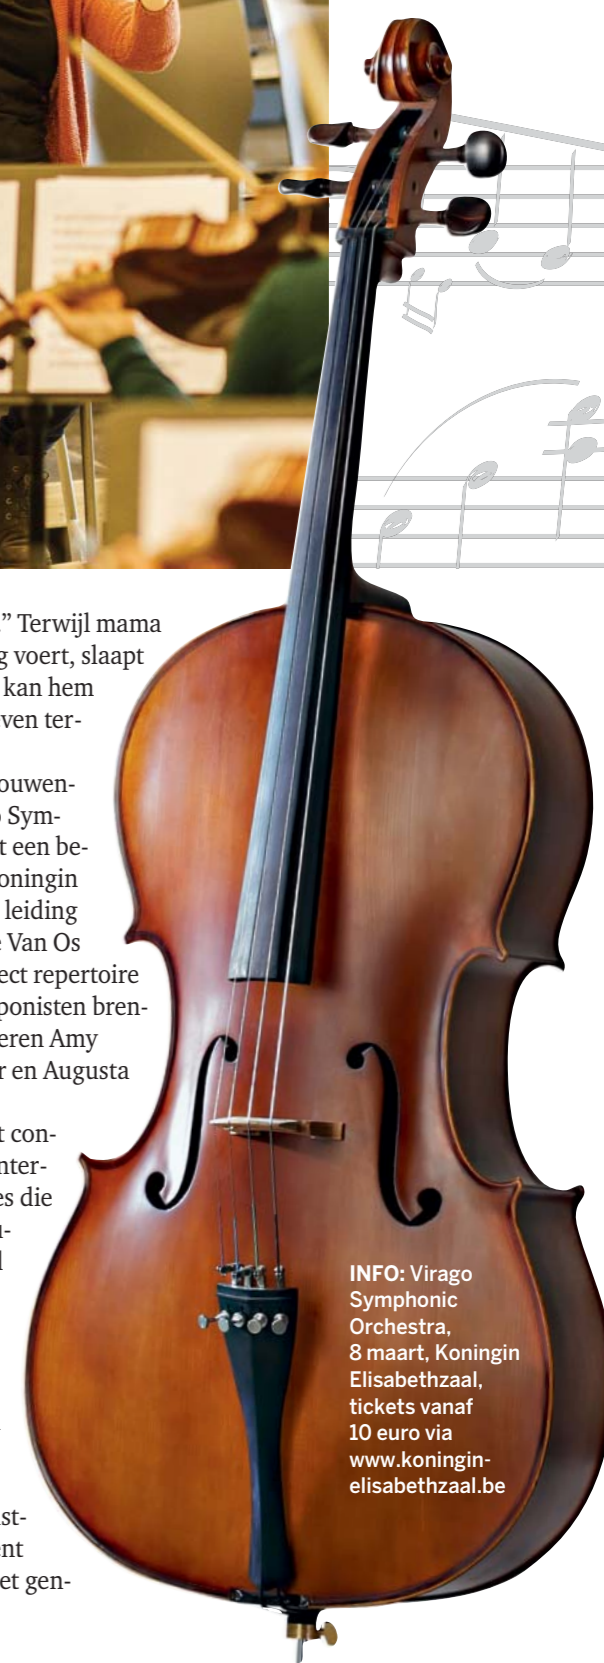 .” Terwijl mama
g voert, slaapt
kan hem
ven ter-
ouwen-
Sym-
t een be-
oningin
leiding
e Van Os
ect repertoire
ponisten bren-
eren Amy
r en Augusta
t con-
nter-
es die
u-
l
st-
ent
et gen-
INFO: Virago
Symphonic
Orchestra,
8 maart, Koningin
Elisabethzaal,
tickets vanaf
10 euro via
www.koningin-
elisabethzaal.be